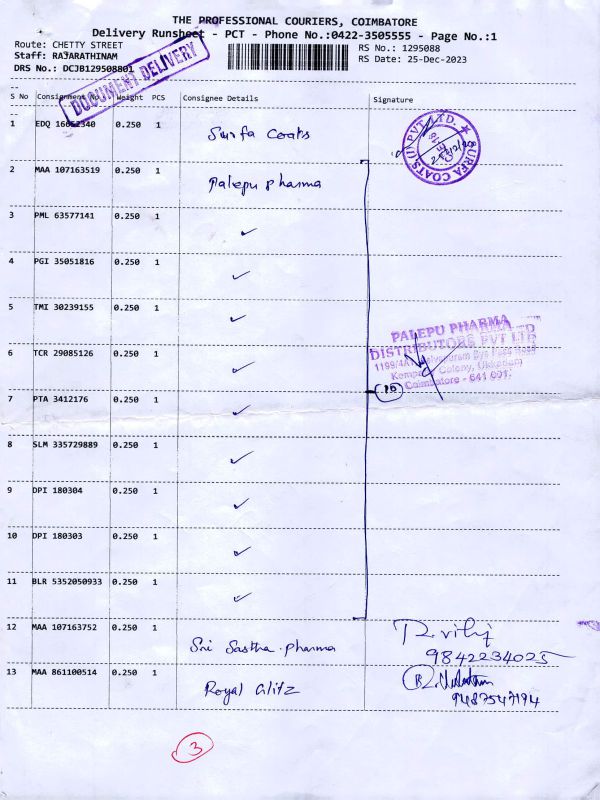 THE PROFESSIONAL COURIERS, COIMBATORE
Delivery Runsheet - PCT - Phone No.:0422-3505555 - Page No.:1
Route: CHETTY STREET
Staff: RAJARATHINAM
DRS No.: DCJB129508801
RS No.: 1295088
RS Date: 25-Dec-2023
DOCUMENT DELIVERY
S No Consignment No Weight PCS Consignee Details Signature
1 EDQ 16652340 0.250 1 Surfa Coats
SURFA COATS (I) PVT. LTD.
2 MAA 107163519 0.250 1 Palepu pharma
3 PML 63577141 0.250 1 ✓
4 PGI 35051816 0.250 1 ✓
5 TMI 30239155 0.250 1 ✓
PALEPU PHARMA
DISTRIBUTORS PVT LTD
6 TCR 29085126 0.250 1 ✓
Colony, Ukkadam
Coimbatore - 641 001.
10
7 PTA 3412176 0.250 1 ✓
8 SLM 335729889 0.250 1 ✓
9 DPI 180304 0.250 1 ✓
10 DPI 180303 0.250 1 ✓
11 BLR 5352050933 0.250 1 ✓
12 MAA 107163752 0.250 1 Sri Sastha pharma
9842234025
13 MAA 861100514 0.250 1 Royal Glitz
9487547194
3